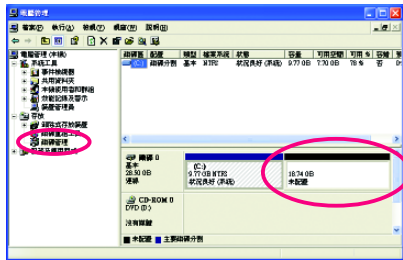 電腦管理
檔案(F) 執行(A) 檢視(V) 視窗(W) 說明(H)
電腦管理 (本機)
系統工具
事件檢視器
共用資料夾
本機使用者和群組
效能記錄及警示
裝置管理員
存放
卸除式存放裝置
磁碟重組工具
磁碟管理
服務及應用程式
磁碟區 配置 類型 檔案系統 狀態 容量 可用空間 可用 % 容錯
(C:) 磁碟分割 基本 NTFS 狀況良好 (系統) 9.77 GB 7.70 GB 78 % 否
磁碟 0
基本
28.50 GB
連線
(C:)
9.77 GB NTFS
狀況良好 (系統)
18.74 GB
未配置
CD-ROM 0
DVD (D:)
沒有媒體
未配置 主要磁碟分割